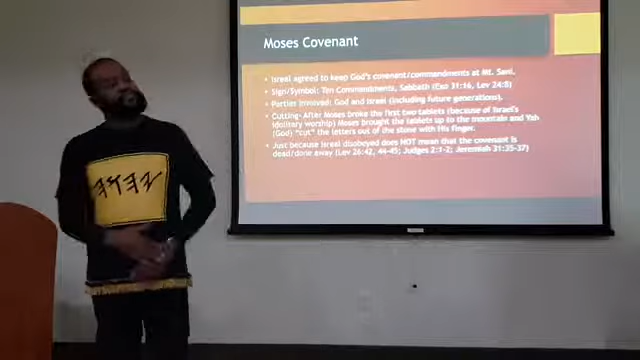 Moses Covenant
• Israel agreed to keep God's covenant/commandments at Mt. Sani.
• Sign/Symbol: Ten Commandments, Sabbath (Exo 31:16, Lev 24:8)
• Parties Involved: God and Israel (including future generations).
• Cutting- After Moses broke the first two tablets (because of Israel's
idolitary worship) Moses brought the tablets up to the mountain and Yah
(God) "cut" the letters out of the stone with His finger.
• Just because Israel disobeyed does NOT mean that the covenant is
dead/done away (Lev 26:42, 44-45; Judges 2:1-2; Jeremiah 31:35-37)
𐤉𐤄𐤅𐤄